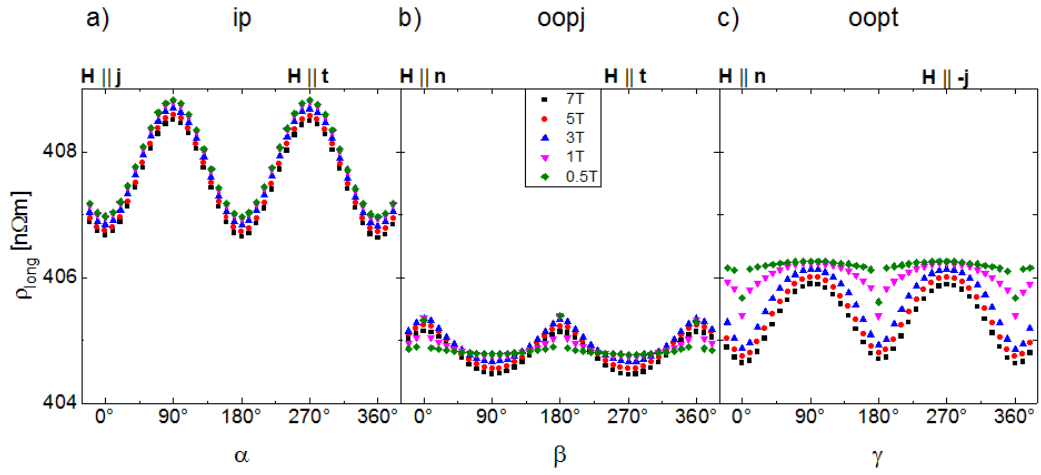 a) ip b) oopj c) oopt
H || j H || t H || n H || t H || n H || -j
7T
5T
3T
1T
0.5T
ρlong [nΩm]
408
406
404
0° 90° 180° 270° 360° 0° 90° 180° 270° 360° 0° 90° 180° 270° 360°
α β γ